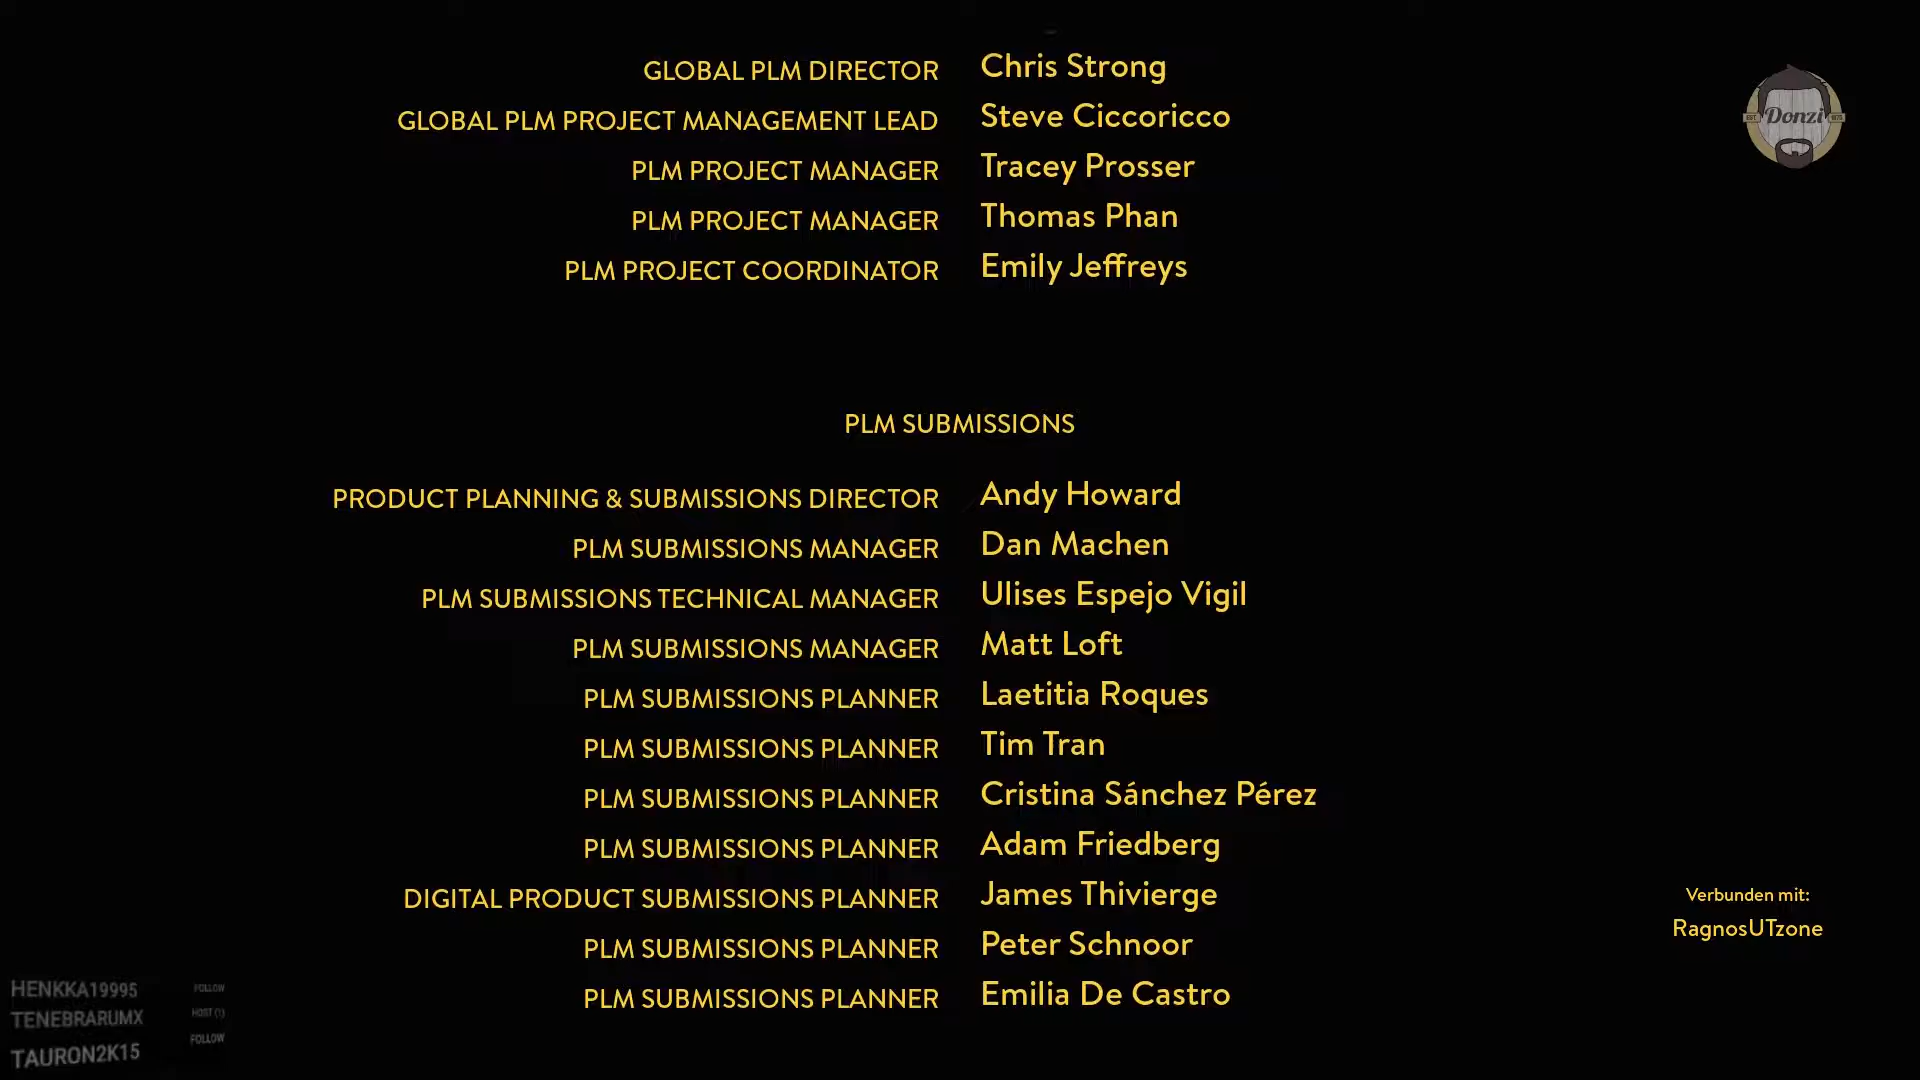 GLOBAL PLM DIRECTOR Chris Strong
GLOBAL PLM PROJECT MANAGEMENT LEAD Steve Ciccoricco
PLM PROJECT MANAGER Tracey Prosser
PLM PROJECT MANAGER Thomas Phan
PLM PROJECT COORDINATOR Emily Jeffreys
Donzi
EST. 1975
PLM SUBMISSIONS
PRODUCT PLANNING & SUBMISSIONS DIRECTOR Andy Howard
PLM SUBMISSIONS MANAGER Dan Machen
PLM SUBMISSIONS TECHNICAL MANAGER Ulises Espejo Vigil
PLM SUBMISSIONS MANAGER Matt Loft
PLM SUBMISSIONS PLANNER Laetitia Roques
PLM SUBMISSIONS PLANNER Tim Tran
PLM SUBMISSIONS PLANNER Cristina Sánchez Pérez
PLM SUBMISSIONS PLANNER Adam Friedberg
DIGITAL PRODUCT SUBMISSIONS PLANNER James Thivierge
PLM SUBMISSIONS PLANNER Peter Schnoor
PLM SUBMISSIONS PLANNER Emilia De Castro
Verbunden mit:
RagnosUTzone
HENKKA19995 FOLLOW
TENEBRARUMX HOST (1)
TAURON2K15 FOLLOW